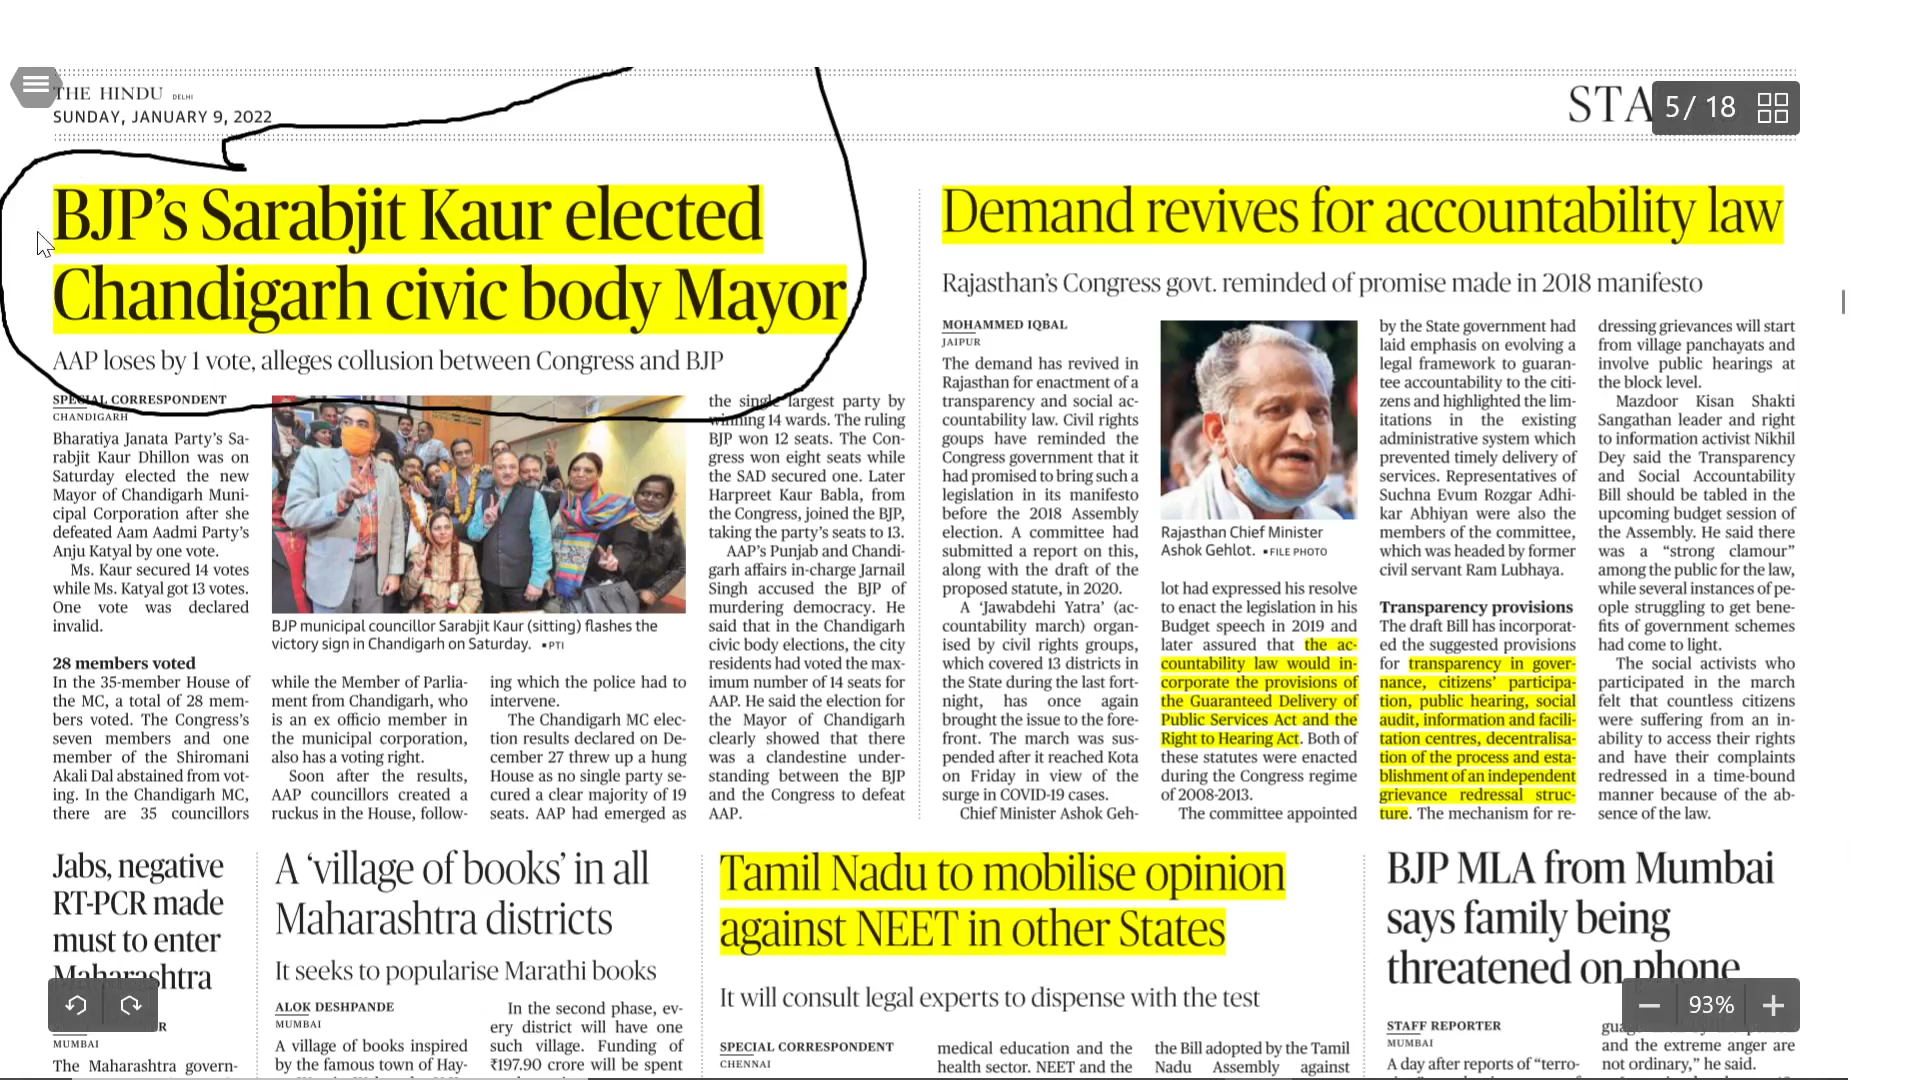 THE HINDU DELHI
SUNDAY, JANUARY 9, 2022
STA
5 / 18
BJP’s Sarabjit Kaur elected
Chandigarh civic body Mayor
AAP loses by 1 vote, alleges collusion between Congress and BJP
SPECIAL CORRESPONDENT
CHANDIGARH
Bharatiya Janata Party’s Sa-
rabjit Kaur Dhillon was on
Saturday elected the new
Mayor of Chandigarh Muni-
cipal Corporation after she
defeated Aam Aadmi Party’s
Anju Katyal by one vote.
Ms. Kaur secured 14 votes
while Ms. Katyal got 13 votes.
One vote was declared
invalid.
28 members voted
In the 35-member House of
the MC, a total of 28 mem-
bers voted. The Congress’s
seven members and one
member of the Shiromani
Akali Dal abstained from vot-
ing. In the Chandigarh MC,
there are 35 councillors
BJP municipal councillor Sarabjit Kaur (sitting) flashes the
victory sign in Chandigarh on Saturday. ▪PTI
while the Member of Parlia-
ment from Chandigarh, who
is an ex officio member in
the municipal corporation,
also has a voting right.
Soon after the results,
AAP councillors created a
ruckus in the House, follow-
ing which the police had to
intervene.
The Chandigarh MC elec-
tion results declared on De-
cember 27 threw up a hung
House as no single party se-
cured a clear majority of 19
seats. AAP had emerged as
the single largest party by
winning 14 wards. The ruling
BJP won 12 seats. The Con-
gress won eight seats while
the SAD secured one. Later
Harpreet Kaur Babla, from
the Congress, joined the BJP,
taking the party’s seats to 13.
AAP’s Punjab and Chandi-
garh affairs in-charge Jarnail
Singh accused the BJP of
murdering democracy. He
said that in the Chandigarh
civic body elections, the city
residents had voted the max-
imum number of 14 seats for
AAP. He said the election for
the Mayor of Chandigarh
clearly showed that there
was a clandestine under-
standing between the BJP
and the Congress to defeat
AAP.
Demand revives for accountability law
Rajasthan’s Congress govt. reminded of promise made in 2018 manifesto
MOHAMMED IQBAL
JAIPUR
The demand has revived in
Rajasthan for enactment of a
transparency and social ac-
countability law. Civil rights
goups have reminded the
Congress government that it
had promised to bring such a
legislation in its manifesto
before the 2018 Assembly
election. A committee had
submitted a report on this,
along with the draft of the
proposed statute, in 2020.
A ‘Jawabdehi Yatra’ (ac-
countability march) organ-
ised by civil rights groups,
which covered 13 districts in
the State during the last fort-
night, has once again
brought the issue to the fore-
front. The march was sus-
pended after it reached Kota
on Friday in view of the
surge in COVID-19 cases.
Chief Minister Ashok Geh-
Rajasthan Chief Minister
Ashok Gehlot. ▪FILE PHOTO
lot had expressed his resolve
to enact the legislation in his
Budget speech in 2019 and
later assured that the ac-
countability law would in-
corporate the provisions of
the Guaranteed Delivery of
Public Services Act and the
Right to Hearing Act. Both of
these statutes were enacted
during the Congress regime
of 2008-2013.
The committee appointed
by the State government had
laid emphasis on evolving a
legal framework to guaran-
tee accountability to the citi-
zens and highlighted the lim-
itations in the existing
administrative system which
prevented timely delivery of
services. Representatives of
Suchna Evum Rozgar Adhi-
kar Abhiyan were also the
members of the committee,
which was headed by former
civil servant Ram Lubhaya.
Transparency provisions
The draft Bill has incorporat-
ed the suggested provisions
for transparency in gover-
nance, citizens’ participa-
tion, public hearing, social
audit, information and facili-
tation centres, decentralisa-
tion of the process and esta-
blishment of an independent
grievance redressal struc-
ture. The mechanism for re-
dressing grievances will start
from village panchayats and
involve public hearings at
the block level.
Mazdoor Kisan Shakti
Sangathan leader and right
to information activist Nikhil
Dey said the Transparency
and Social Accountability
Bill should be tabled in the
upcoming budget session of
the Assembly. He said there
was a “strong clamour”
among the public for the law,
while several instances of pe-
ople struggling to get bene-
fits of government schemes
had come to light.
The social activists who
participated in the march
felt that countless citizens
were suffering from an in-
ability to access their rights
and have their complaints
redressed in a time-bound
manner because of the ab-
sence of the law.
Jabs, negative
RT-PCR made
must to enter
Maharashtra
MUMBAI
The Maharashtra govern-
A ‘village of books’ in all
Maharashtra districts
It seeks to popularise Marathi books
ALOK DESHPANDE
MUMBAI
A village of books inspired
by the famous town of Hay-
In the second phase, ev-
ery district will have one
such village. Funding of
₹197.90 crore will be spent
Tamil Nadu to mobilise opinion
against NEET in other States
It will consult legal experts to dispense with the test
SPECIAL CORRESPONDENT
CHENNAI
medical education and the
health sector. NEET and the
the Bill adopted by the Tamil
Nadu Assembly against
BJP MLA from Mumbai
says family being
threatened on phone
STAFF REPORTER
MUMBAI
A day after reports of “terro-
and the extreme anger are
not ordinary,” he said.
93%